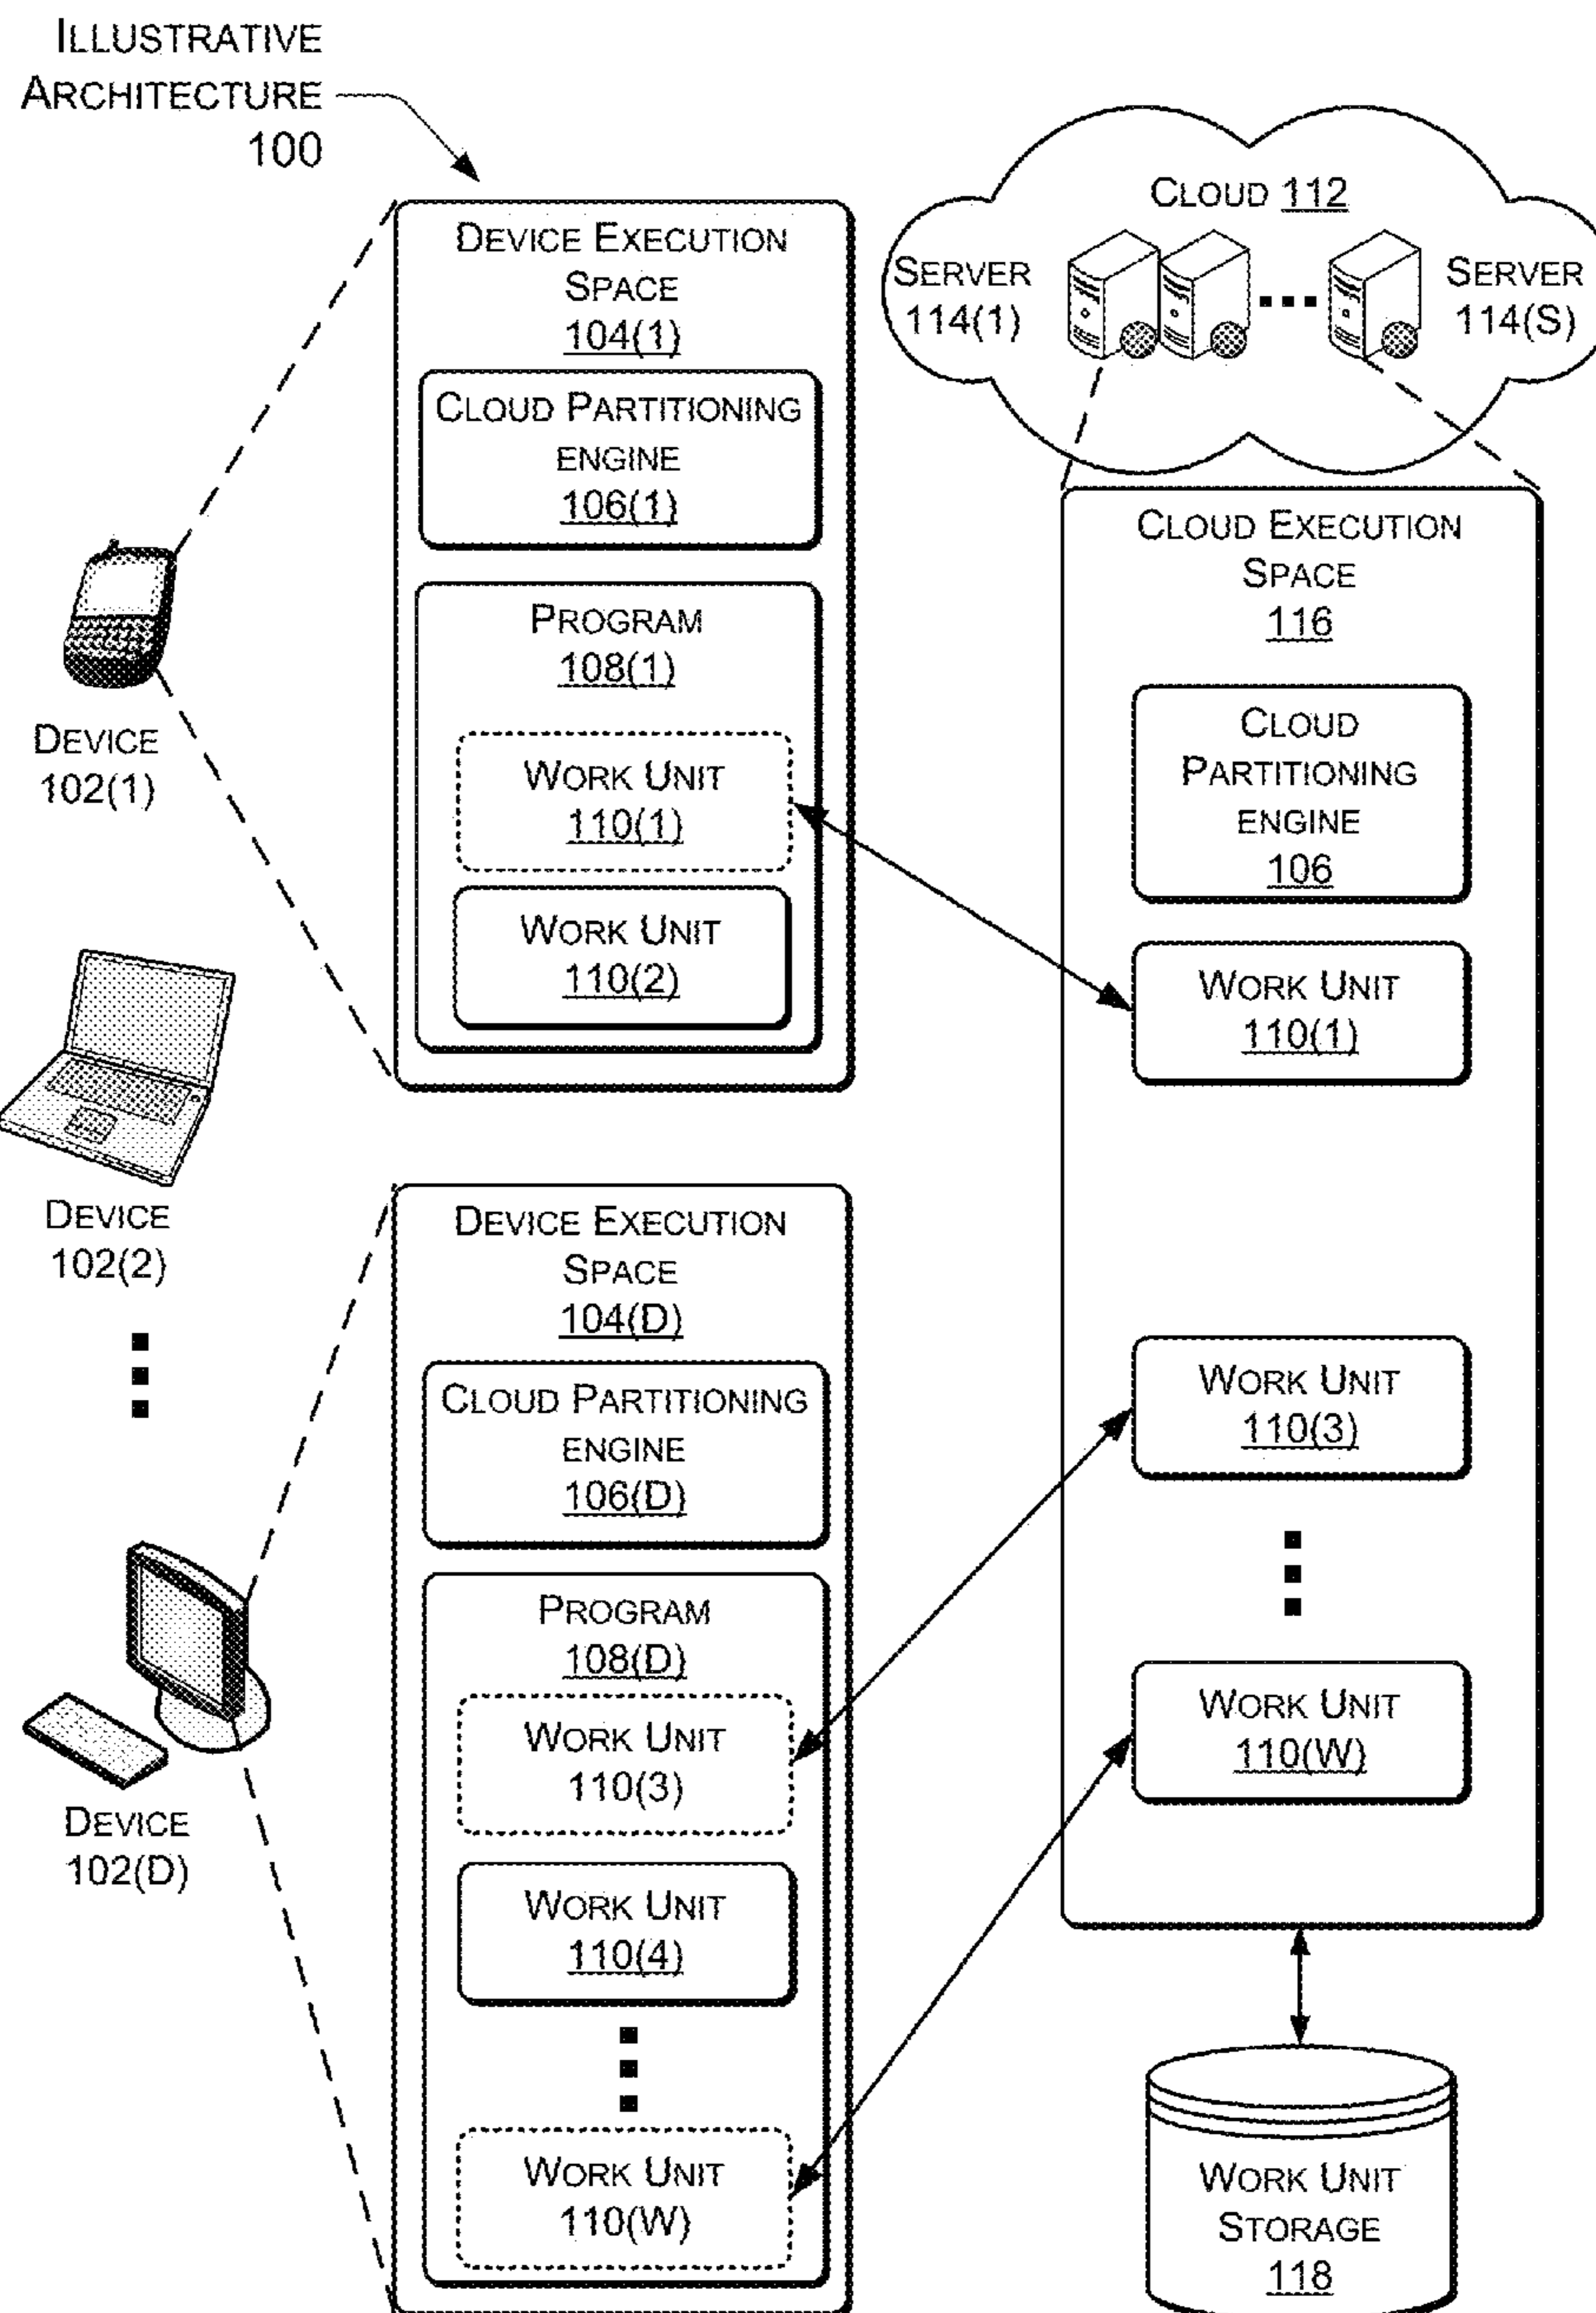 ILLUSTRATIVE
ARCHITECTURE
100
DEVICE EXECUTION
SPACE
104(1)
CLOUD PARTITIONING
ENGINE
106(1)
PROGRAM
108(1)
WORK UNIT
110(1)
WORK UNIT
110(2)
DEVICE
102(1)
DEVICE
102(2)
DEVICE EXECUTION
SPACE
104(D)
CLOUD PARTITIONING
ENGINE
106(D)
PROGRAM
108(D)
WORK UNIT
110(3)
WORK UNIT
110(4)
WORK UNIT
110(W)
DEVICE
102(D)
CLOUD 112
SERVER
114(1)
SERVER
114(S)
CLOUD EXECUTION
SPACE
116
CLOUD
PARTITIONING
ENGINE
106
WORK UNIT
110(1)
WORK UNIT
110(3)
WORK UNIT
110(W)
WORK UNIT
STORAGE
118